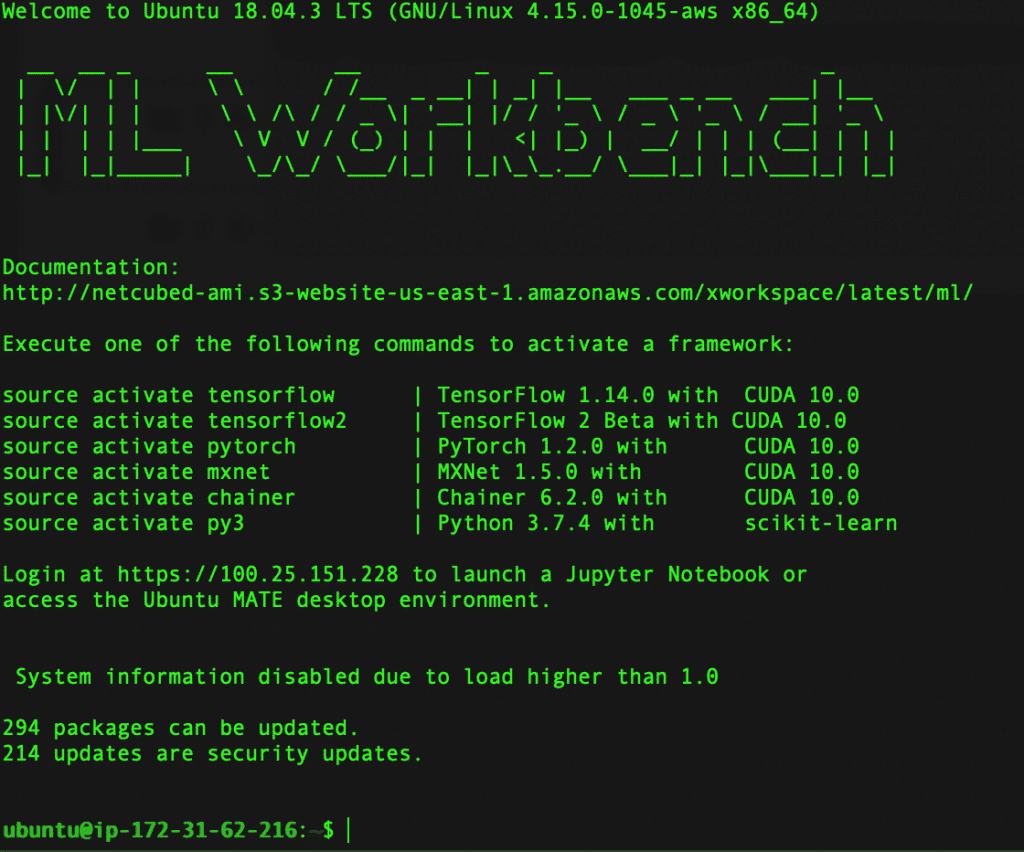 Welcome to Ubuntu 18.04.3 LTS (GNU/Linux 4.15.0-1045-aws x86_64)
ML Workbench
Documentation:
http://netcubed-ami.s3-website-us-east-1.amazonaws.com/xworkspace/latest/ml/
Execute one of the following commands to activate a framework:
source activate tensorflow | TensorFlow 1.14.0 with CUDA 10.0
source activate tensorflow2 | TensorFlow 2 Beta with CUDA 10.0
source activate pytorch | PyTorch 1.2.0 with CUDA 10.0
source activate mxnet | MXNet 1.5.0 with CUDA 10.0
source activate chainer | Chainer 6.2.0 with CUDA 10.0
source activate py3 | Python 3.7.4 with scikit-learn
Login at https://100.25.151.228 to launch a Jupyter Notebook or
access the Ubuntu MATE desktop environment.
System information disabled due to load higher than 1.0
294 packages can be updated.
214 updates are security updates.
ubuntu@ip-172-31-62-216:~$